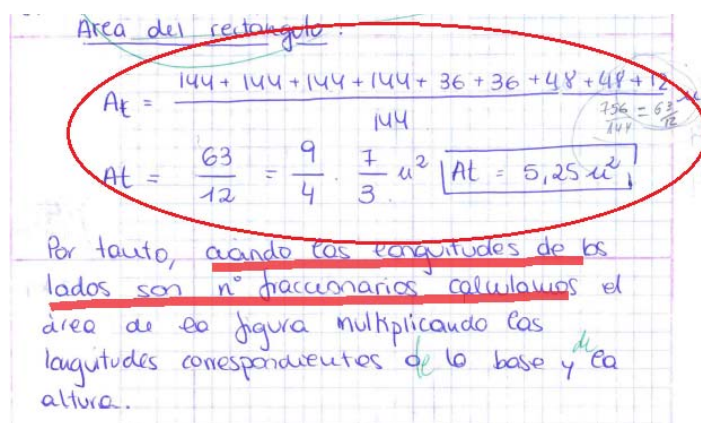 Area del rectangulo:
144 + 144 + 144 + 144 + 36 + 36 + 48 + 48 + 12
At = ———
144
756/144 = 63/12
At = 63/12 = 9/4 · 7/3 u² At = 5,25 u²
Por tanto, cuando las longitudes de los
lados son nº fraccionarios calculamos el
área de la figura multiplicando las
longitudes correspondientes de la base y de la
altura.